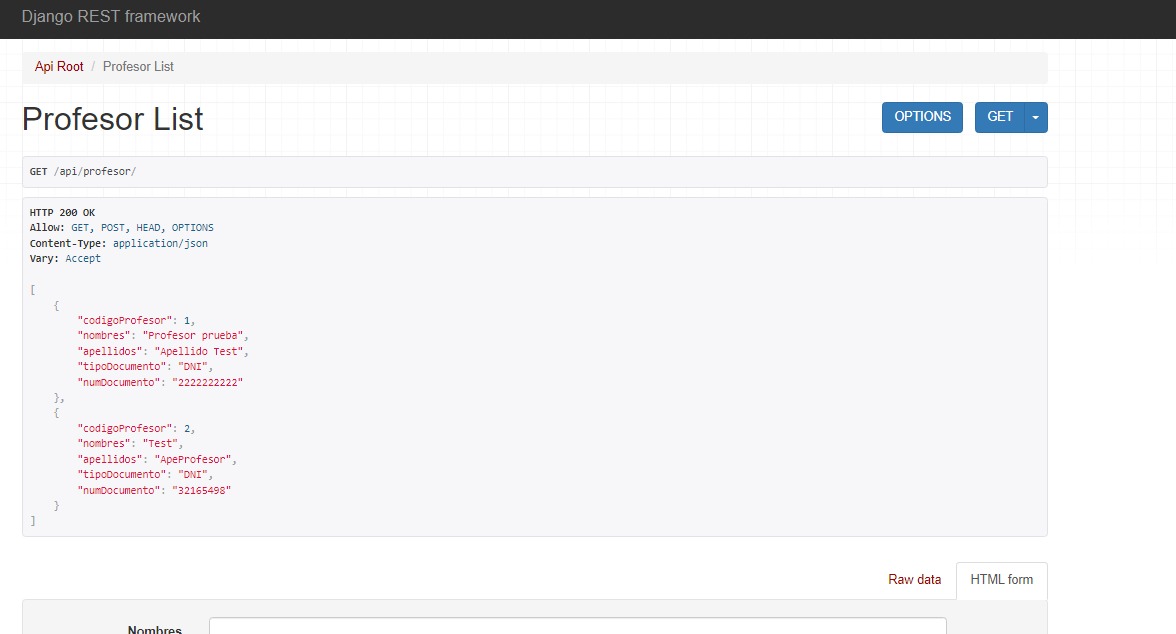 Django REST framework
Api Root / Profesor List
Profesor List
OPTIONS
GET
GET /api/profesor/
HTTP 200 OK
Allow: GET, POST, HEAD, OPTIONS
Content-Type: application/json
Vary: Accept
[
    {
        "codigoProfesor": 1,
        "nombres": "Profesor prueba",
        "apellidos": "Apellido Test",
        "tipoDocumento": "DNI",
        "numDocumento": "2222222222"
    },
    {
        "codigoProfesor": 2,
        "nombres": "Test",
        "apellidos": "ApeProfesor",
        "tipoDocumento": "DNI",
        "numDocumento": "32165498"
    }
]
Raw data
HTML form
Nombres